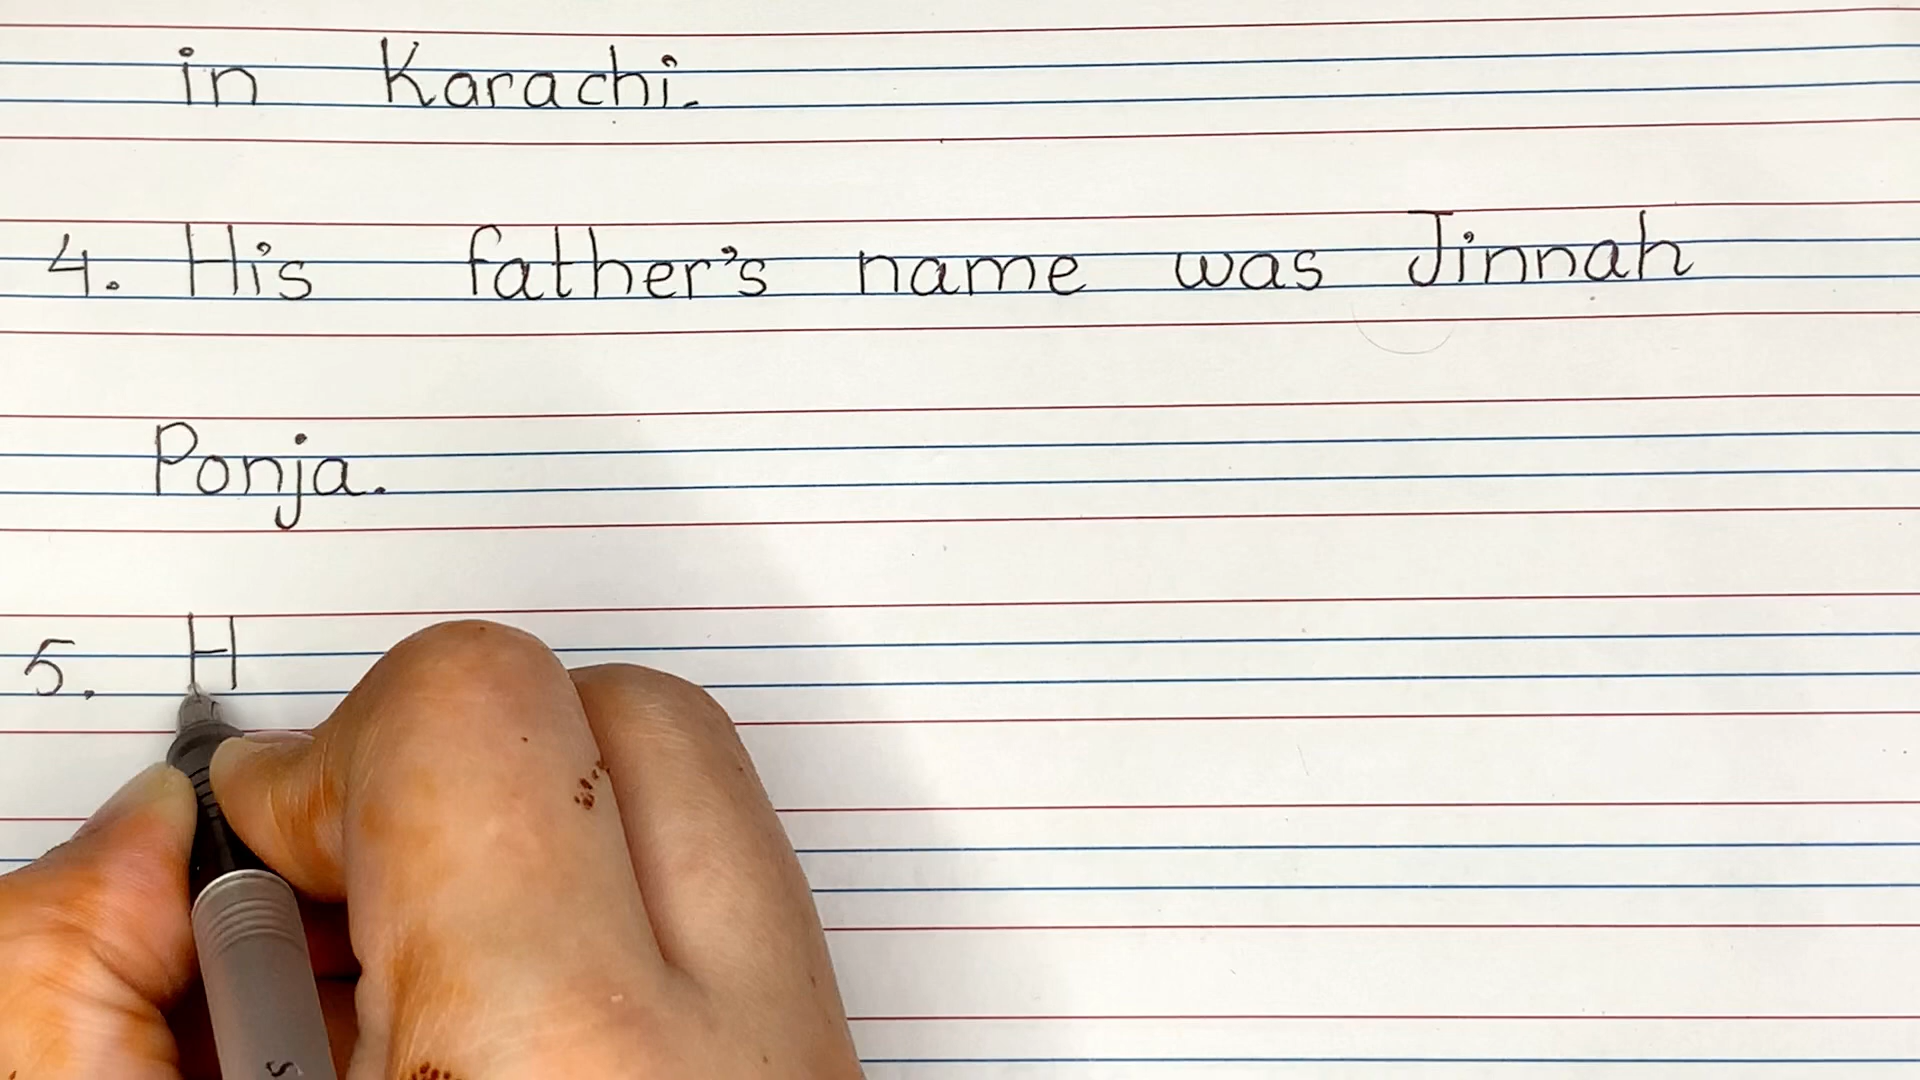 in Karachi.
4. His father's name was Jinnah
Ponja.
5. H